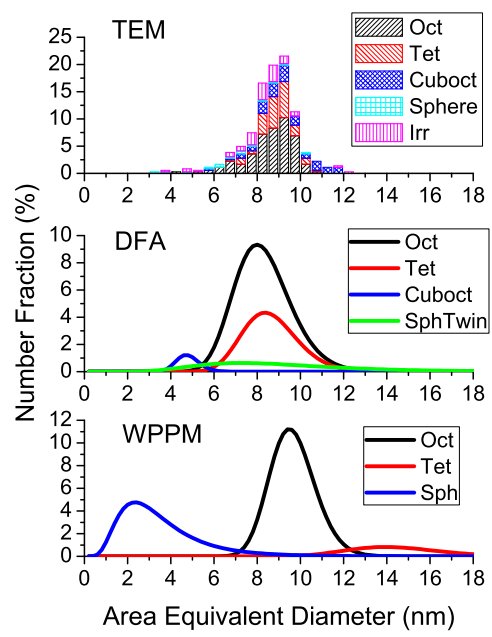 TEM
Oct
Tet
Cuboct
Sphere
Irr
25
20
15
10
5
0
0 2 4 6 8 10 12 14 16 18
Number Fraction (%)
DFA
Oct
Tet
Cuboct
SphTwin
10
8
6
4
2
0
0 2 4 6 8 10 12 14 16 18
WPPM
Oct
Tet
Sph
12
10
8
6
4
2
0
0 2 4 6 8 10 12 14 16 18
Area Equivalent Diameter (nm)